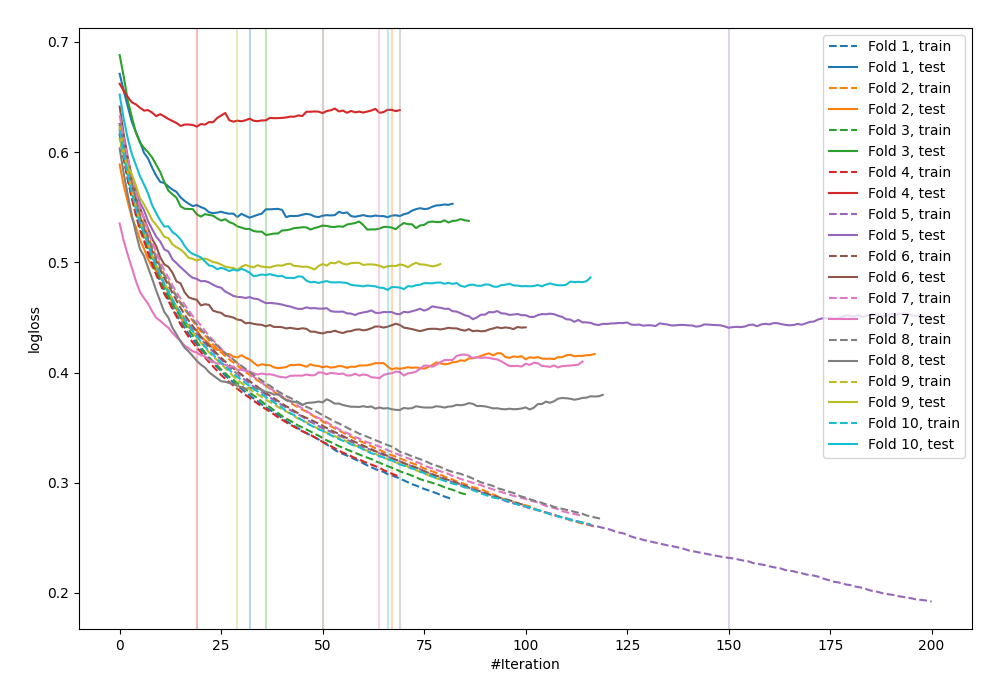 0.7
0.6
0.5
0.4
0.3
0.2
logloss
0
25
50
75
100
125
150
175
200
#Iteration
Fold 1, train
Fold 1, test
Fold 2, train
Fold 2, test
Fold 3, train
Fold 3, test
Fold 4, train
Fold 4, test
Fold 5, train
Fold 5, test
Fold 6, train
Fold 6, test
Fold 7, train
Fold 7, test
Fold 8, train
Fold 8, test
Fold 9, train
Fold 9, test
Fold 10, train
Fold 10, test